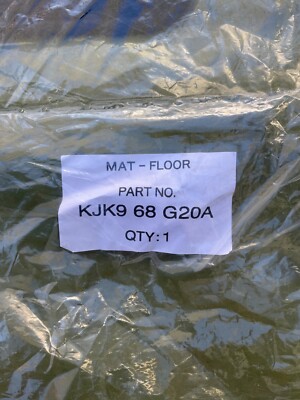 MAT - FLOOR
PART NO.
KJK9 68 G20A
QTY: 1